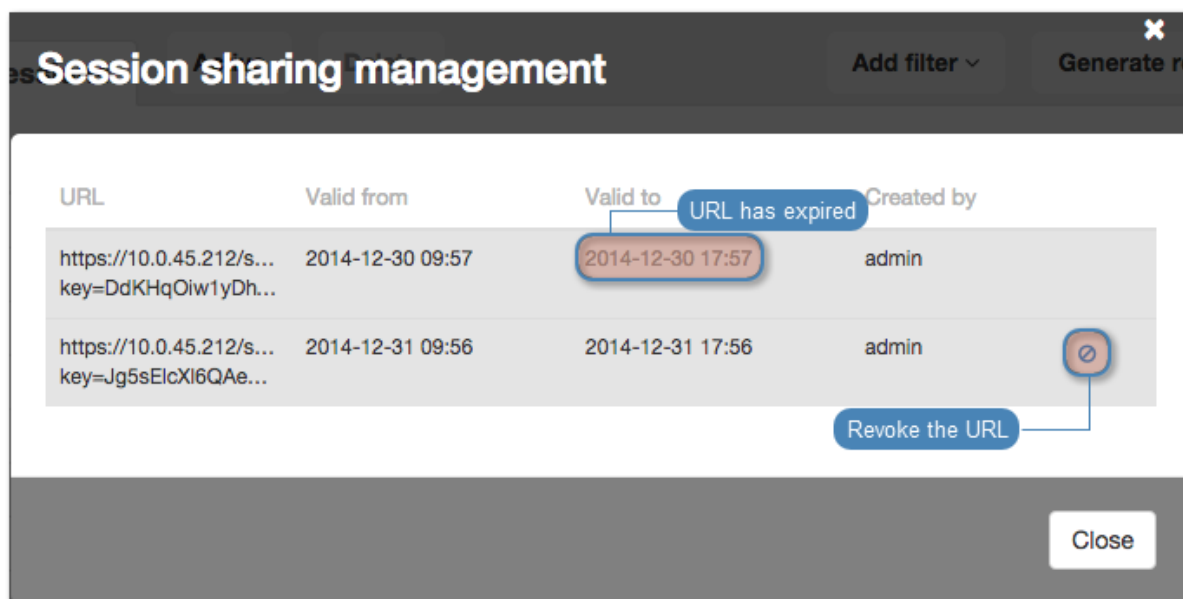 Session sharing management
Add filter
Generate r
URL Valid from Valid to Created by
URL has expired
https://10.0.45.212/s... 2014-12-30 09:57 2014-12-30 17:57 admin
key=DdKHqOiw1yDh...
https://10.0.45.212/s... 2014-12-31 09:56 2014-12-31 17:56 admin
key=Jg5sElcXl6QAe...
Revoke the URL
Close